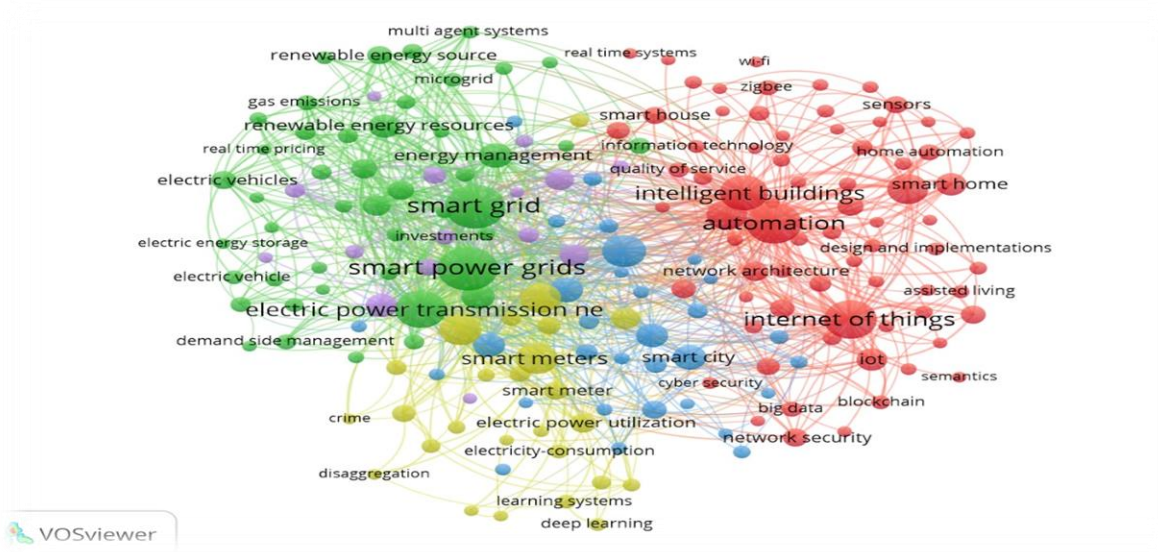 multi agent systems
renewable energy source
real time systems
wi-fi
microgrid
zigbee
gas emissions
sensors
smart house
renewable energy resources
real time pricing
energy management
information technology
home automation
quality of service
electric vehicles
intelligent buildings
smart home
smart grid
automation
investments
electric energy storage
design and implementations
smart power grids
network architecture
electric vehicle
assisted living
electric power transmission ne
internet of things
demand side management
smart meters
smart city
iot
semantics
cyber security
smart meter
blockchain
big data
crime
electric power utilization
network security
electricity-consumption
disaggregation
learning systems
deep learning
VOSviewer